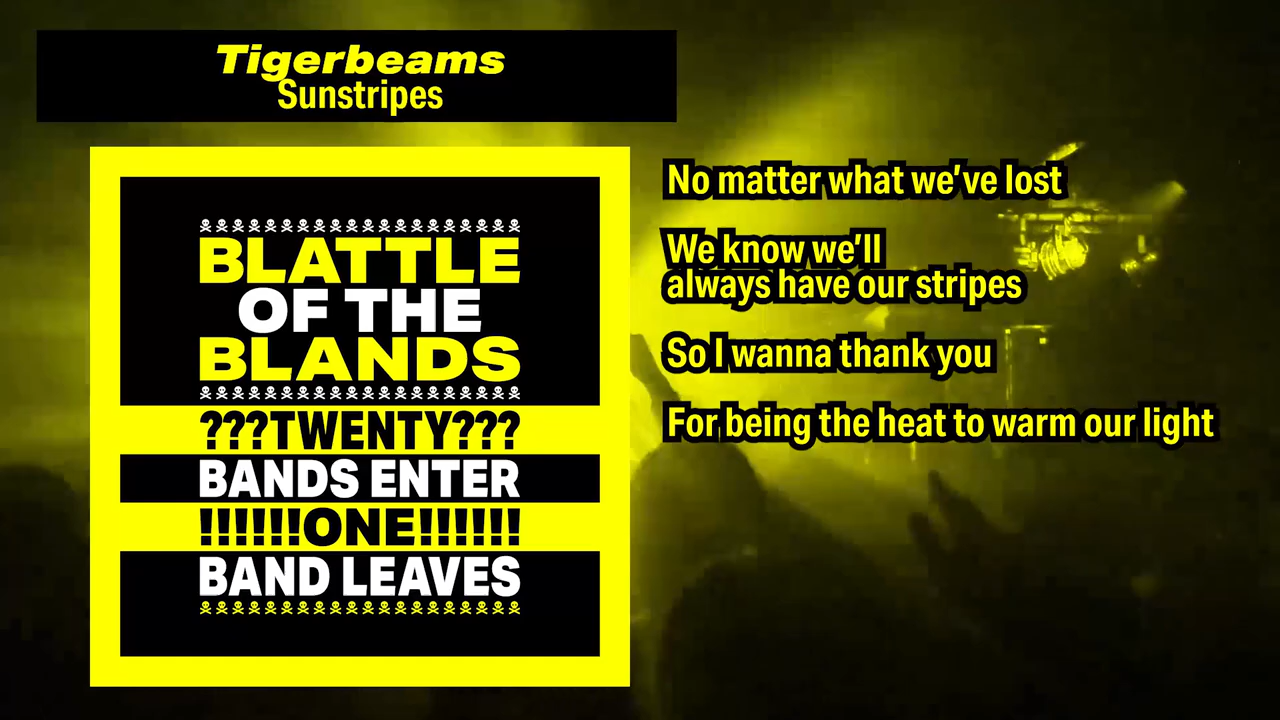 Tigerbeams
Sunstripes
BLATTLE
OF THE
BLANDS
???TWENTY???
BANDS ENTER
!!!!!!ONE!!!!!!
BAND LEAVES
No matter what we've lost
We know we'll
always have our stripes
So I wanna thank you
For being the heat to warm our light